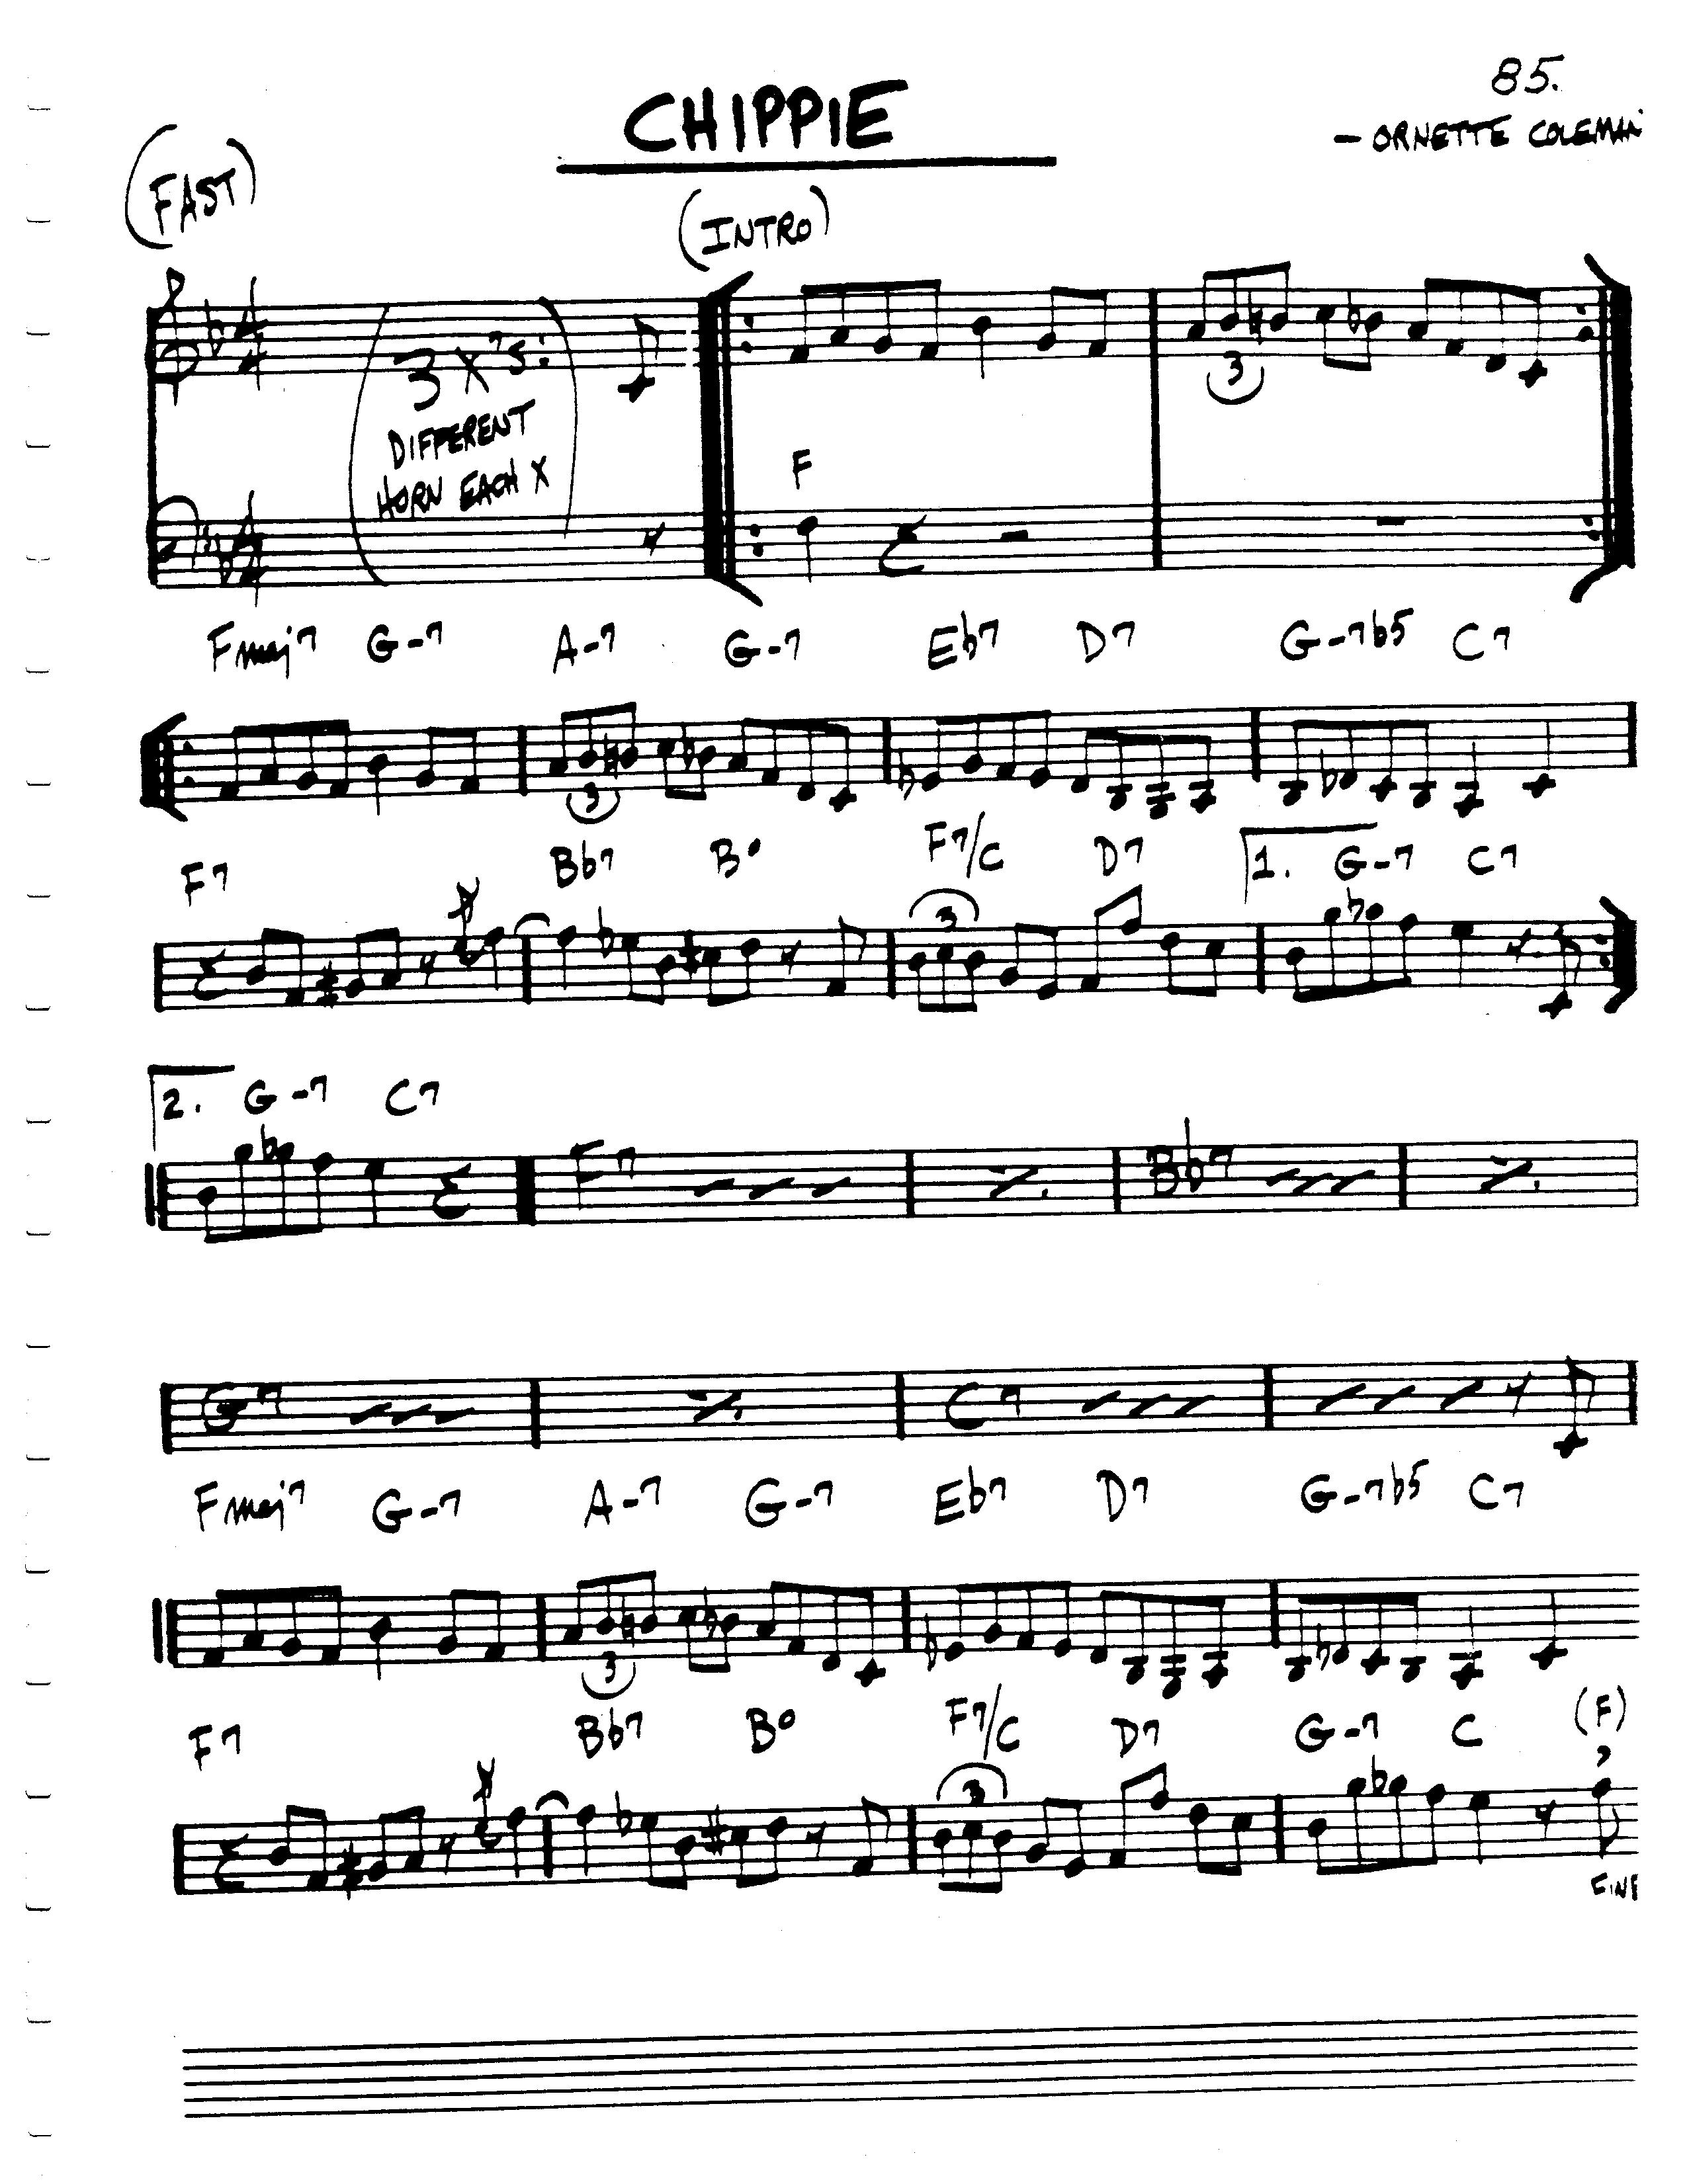 85.
CHIPPIE
– ORNETTE COLEMAN
(FAST)
(INTRO)
3 X's:
DIFFERENT
HORN EACH X
3
F
Fmaj7 G-7 A-7 G-7 Eb7 D7 G-7b5 C7
3
F7 Bb7 B° F7/C D7 1. G-7 C7
3
2. G-7 C7
F7 Bb7
G7 C7
Fmaj7 G-7 A-7 G-7 Eb7 D7 G-7b5 C7
3
F7 Bb7 B° F7/C D7 G-7 C (F)
3
FINE